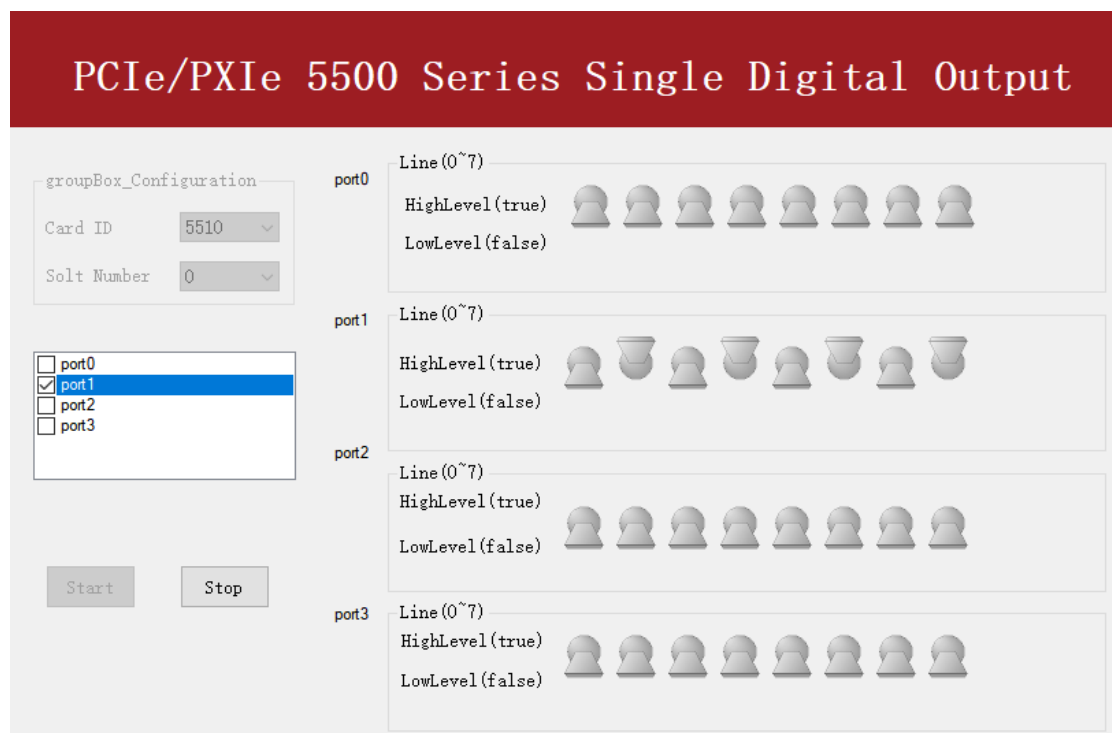 PCIe/PXIe 5500 Series Single Digital Output
groupBox_Configuration
Card ID
5510
Solt Number
0
port0
port1
port2
port3
Start
Stop
port0
Line(0~7)
HighLevel(true)
LowLevel(false)
port1
Line(0~7)
HighLevel(true)
LowLevel(false)
port2
Line(0~7)
HighLevel(true)
LowLevel(false)
port3
Line(0~7)
HighLevel(true)
LowLevel(false)